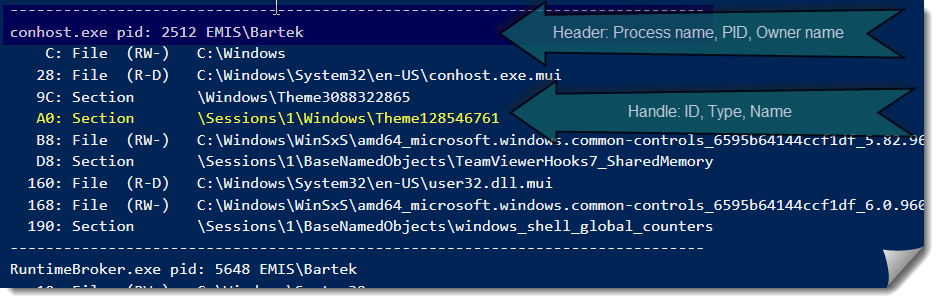 ------------------------------------------------------------------------------
conhost.exe pid: 2512 EMIS\Bartek
Header: Process name, PID, Owner name
C: File (RW-) C:\Windows
28: File (R-D) C:\Windows\System32\en-US\conhost.exe.mui
9C: Section \Windows\Theme3088322865
Handle: ID, Type, Name
A0: Section \Sessions\1\Windows\Theme128546761
B8: File (RW-) C:\Windows\WinSxS\amd64_microsoft.windows.common-controls_6595b64144ccf1df_5.82.96
D8: Section \Sessions\1\BaseNamedObjects\TeamViewerHooks7_SharedMemory
160: File (R-D) C:\Windows\System32\en-US\user32.dll.mui
168: File (RW-) C:\Windows\WinSxS\amd64_microsoft.windows.common-controls_6595b64144ccf1df_6.0.960
190: Section \Sessions\1\BaseNamedObjects\windows_shell_global_counters
------------------------------------------------------------------------------
RuntimeBroker.exe pid: 5648 EMIS\Bartek